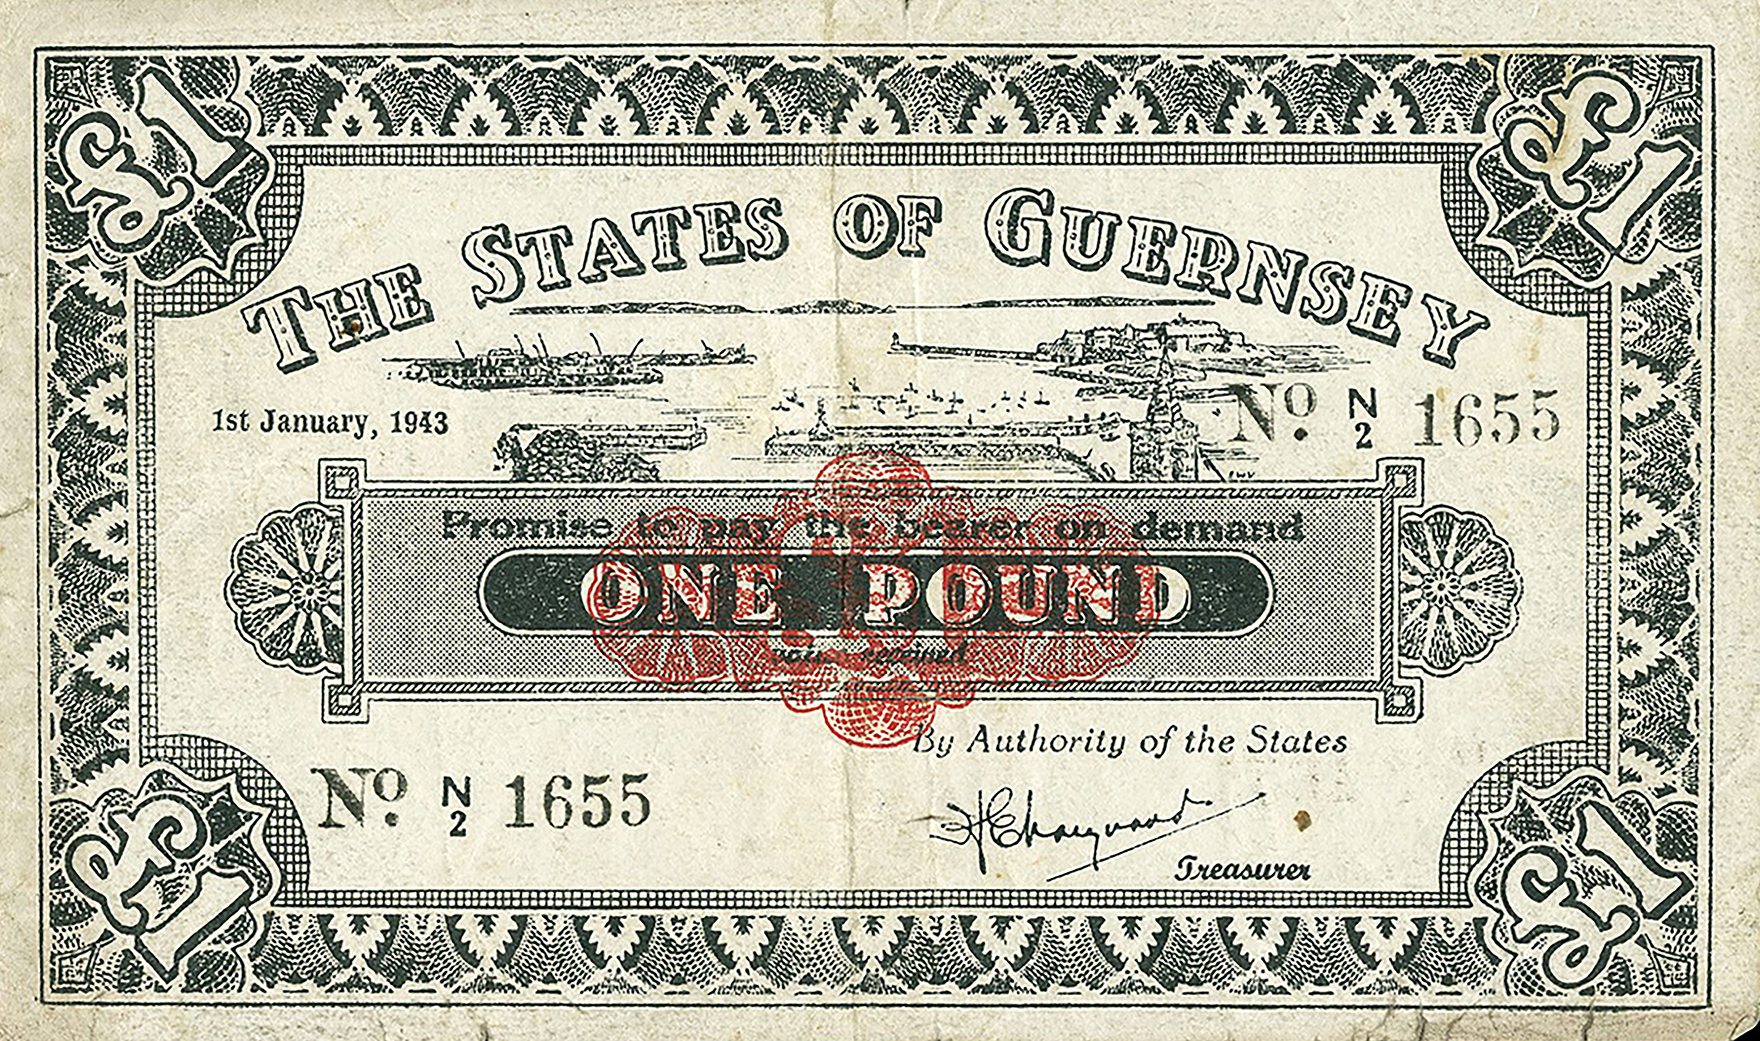 £1
£1
THE STATES OF GUERNSEY
1st January, 1943
No. N/2 1655
Promise to pay the bearer on demand
ONE POUND
received
By Authority of the States
No. N/2 1655
Treasurer
£1
£1